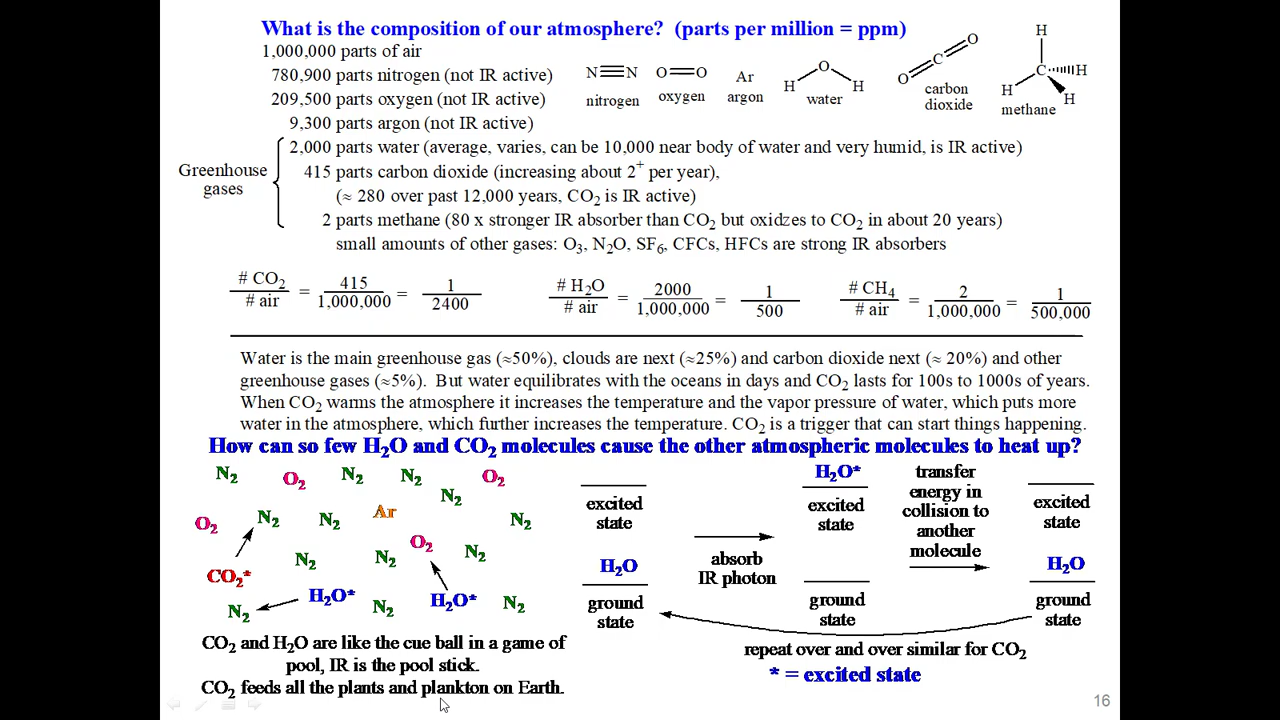 What is the composition of our atmosphere? (parts per million = ppm)
1,000,000 parts of air
780,900 parts nitrogen (not IR active)
209,500 parts oxygen (not IR active)
9,300 parts argon (not IR active)
N≡N
nitrogen
O=O
oxygen
Ar
argon
H O H
water
O=C=O
carbon
dioxide
H
C H
H H
methane
Greenhouse
gases
2,000 parts water (average, varies, can be 10,000 near body of water and very humid, is IR active)
415 parts carbon dioxide (increasing about 2⁺ per year),
(≈ 280 over past 12,000 years, CO₂ is IR active)
2 parts methane (80 x stronger IR absorber than CO₂ but oxidzes to CO₂ in about 20 years)
small amounts of other gases: O₃, N₂O, SF₆, CFCs, HFCs are strong IR absorbers
# CO₂ / # air = 415 / 1,000,000 = 1 / 2400
# H₂O / # air = 2000 / 1,000,000 = 1 / 500
# CH₄ / # air = 2 / 1,000,000 = 1 / 500,000
Water is the main greenhouse gas (≈50%), clouds are next (≈25%) and carbon dioxide next (≈ 20%) and other
greenhouse gases (≈5%). But water equilibrates with the oceans in days and CO₂ lasts for 100s to 1000s of years.
When CO₂ warms the atmosphere it increases the temperature and the vapor pressure of water, which puts more
water in the atmosphere, which further increases the temperature. CO₂ is a trigger that can start things happening.
How can so few H₂O and CO₂ molecules cause the other atmospheric molecules to heat up?
N₂ O₂ N₂ N₂ O₂
N₂
O₂ N₂ N₂ Ar N₂
N₂ N₂ O₂ N₂
CO₂*
N₂ H₂O* N₂ H₂O* N₂
CO₂ and H₂O are like the cue ball in a game of
pool, IR is the pool stick.
CO₂ feeds all the plants and plankton on Earth.
excited
state
H₂O
ground
state
absorb
IR photon
H₂O*
excited
state
ground
state
transfer
energy in
collision to
another
molecule
excited
state
H₂O
ground
state
repeat over and over similar for CO₂
* = excited state
16